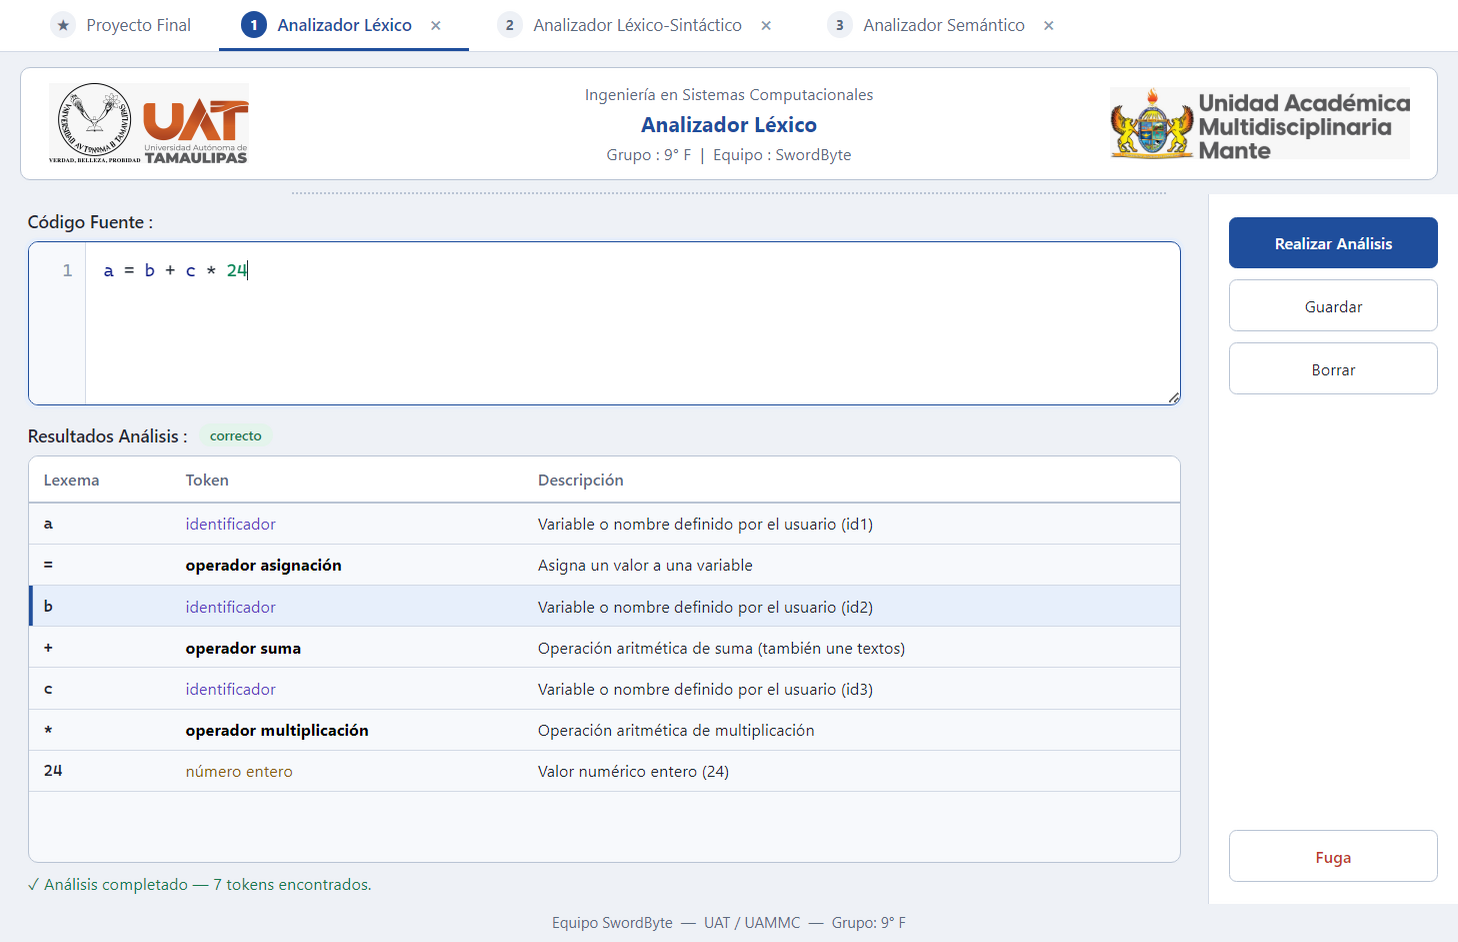 ★ Proyecto Final 1 Analizador Léxico × 2 Analizador Léxico-Sintáctico × 3 Analizador Semántico ×
UNIVERSIDAD AUTÓNOMA DE TAMAULIPAS
VERDAD, BELLEZA, PROBIDAD
UAT
Universidad Autónoma de
TAMAULIPAS
Ingeniería en Sistemas Computacionales
Analizador Léxico
Grupo : 9° F | Equipo : SwordByte
Unidad Académica
Multidisciplinaria
Mante
Código Fuente :
1 a = b + c * 24
Realizar Análisis
Guardar
Borrar
Resultados Análisis : correcto
Lexema Token Descripción
a identificador Variable o nombre definido por el usuario (id1)
= operador asignación Asigna un valor a una variable
b identificador Variable o nombre definido por el usuario (id2)
+ operador suma Operación aritmética de suma (también une textos)
c identificador Variable o nombre definido por el usuario (id3)
* operador multiplicación Operación aritmética de multiplicación
24 número entero Valor numérico entero (24)
Fuga
✓ Análisis completado — 7 tokens encontrados.
Equipo SwordByte — UAT / UAMMC — Grupo: 9° F